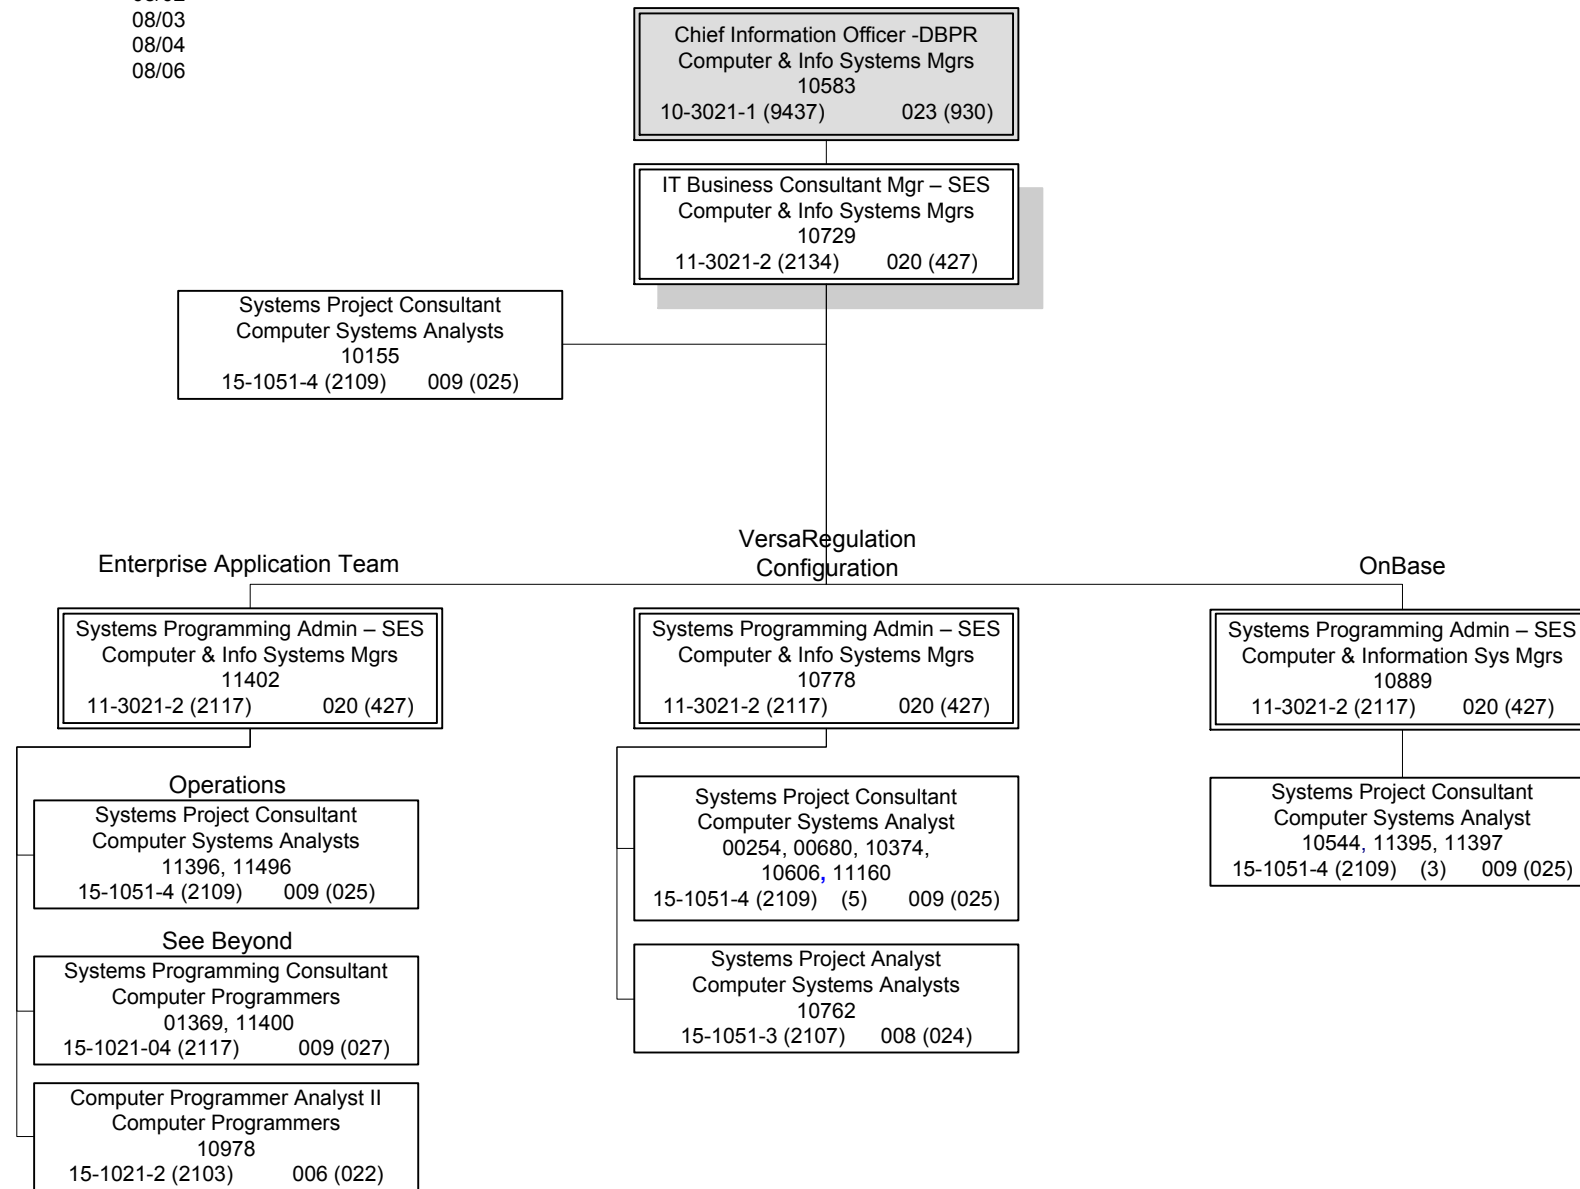 08/03
08/04
08/06
Chief Information Officer -DBPR
Computer & Info Systems Mgrs
10583
10-3021-1 (9437) 023 (930)
IT Business Consultant Mgr – SES
Computer & Info Systems Mgrs
10729
11-3021-2 (2134) 020 (427)
Systems Project Consultant
Computer Systems Analysts
10155
15-1051-4 (2109) 009 (025)
Enterprise Application Team
VersaRegulation
Configuration
OnBase
Systems Programming Admin – SES
Computer & Info Systems Mgrs
11402
11-3021-2 (2117) 020 (427)
Systems Programming Admin – SES
Computer & Info Systems Mgrs
10778
11-3021-2 (2117) 020 (427)
Systems Programming Admin – SES
Computer & Information Sys Mgrs
10889
11-3021-2 (2117) 020 (427)
Operations
Systems Project Consultant
Computer Systems Analysts
11396, 11496
15-1051-4 (2109) 009 (025)
See Beyond
Systems Programming Consultant
Computer Programmers
01369, 11400
15-1021-04 (2117) 009 (027)
Computer Programmer Analyst II
Computer Programmers
10978
15-1021-2 (2103) 006 (022)
Systems Project Consultant
Computer Systems Analyst
00254, 00680, 10374,
10606, 11160
15-1051-4 (2109) (5) 009 (025)
Systems Project Analyst
Computer Systems Analysts
10762
15-1051-3 (2107) 008 (024)
Systems Project Consultant
Computer Systems Analyst
10544, 11395, 11397
15-1051-4 (2109) (3) 009 (025)